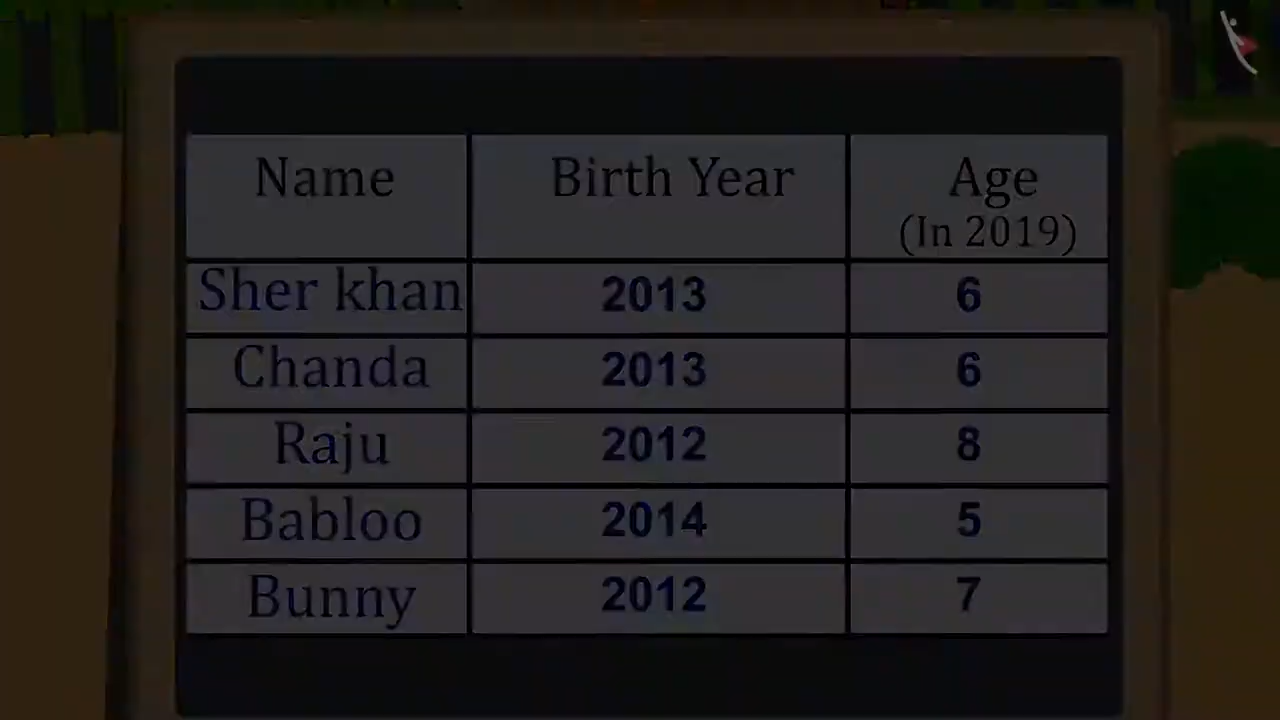 Name Birth Year Age
(In 2019)
Sher khan 2013 6
Chanda 2013 6
Raju 2012 8
Babloo 2014 5
Bunny 2012 7